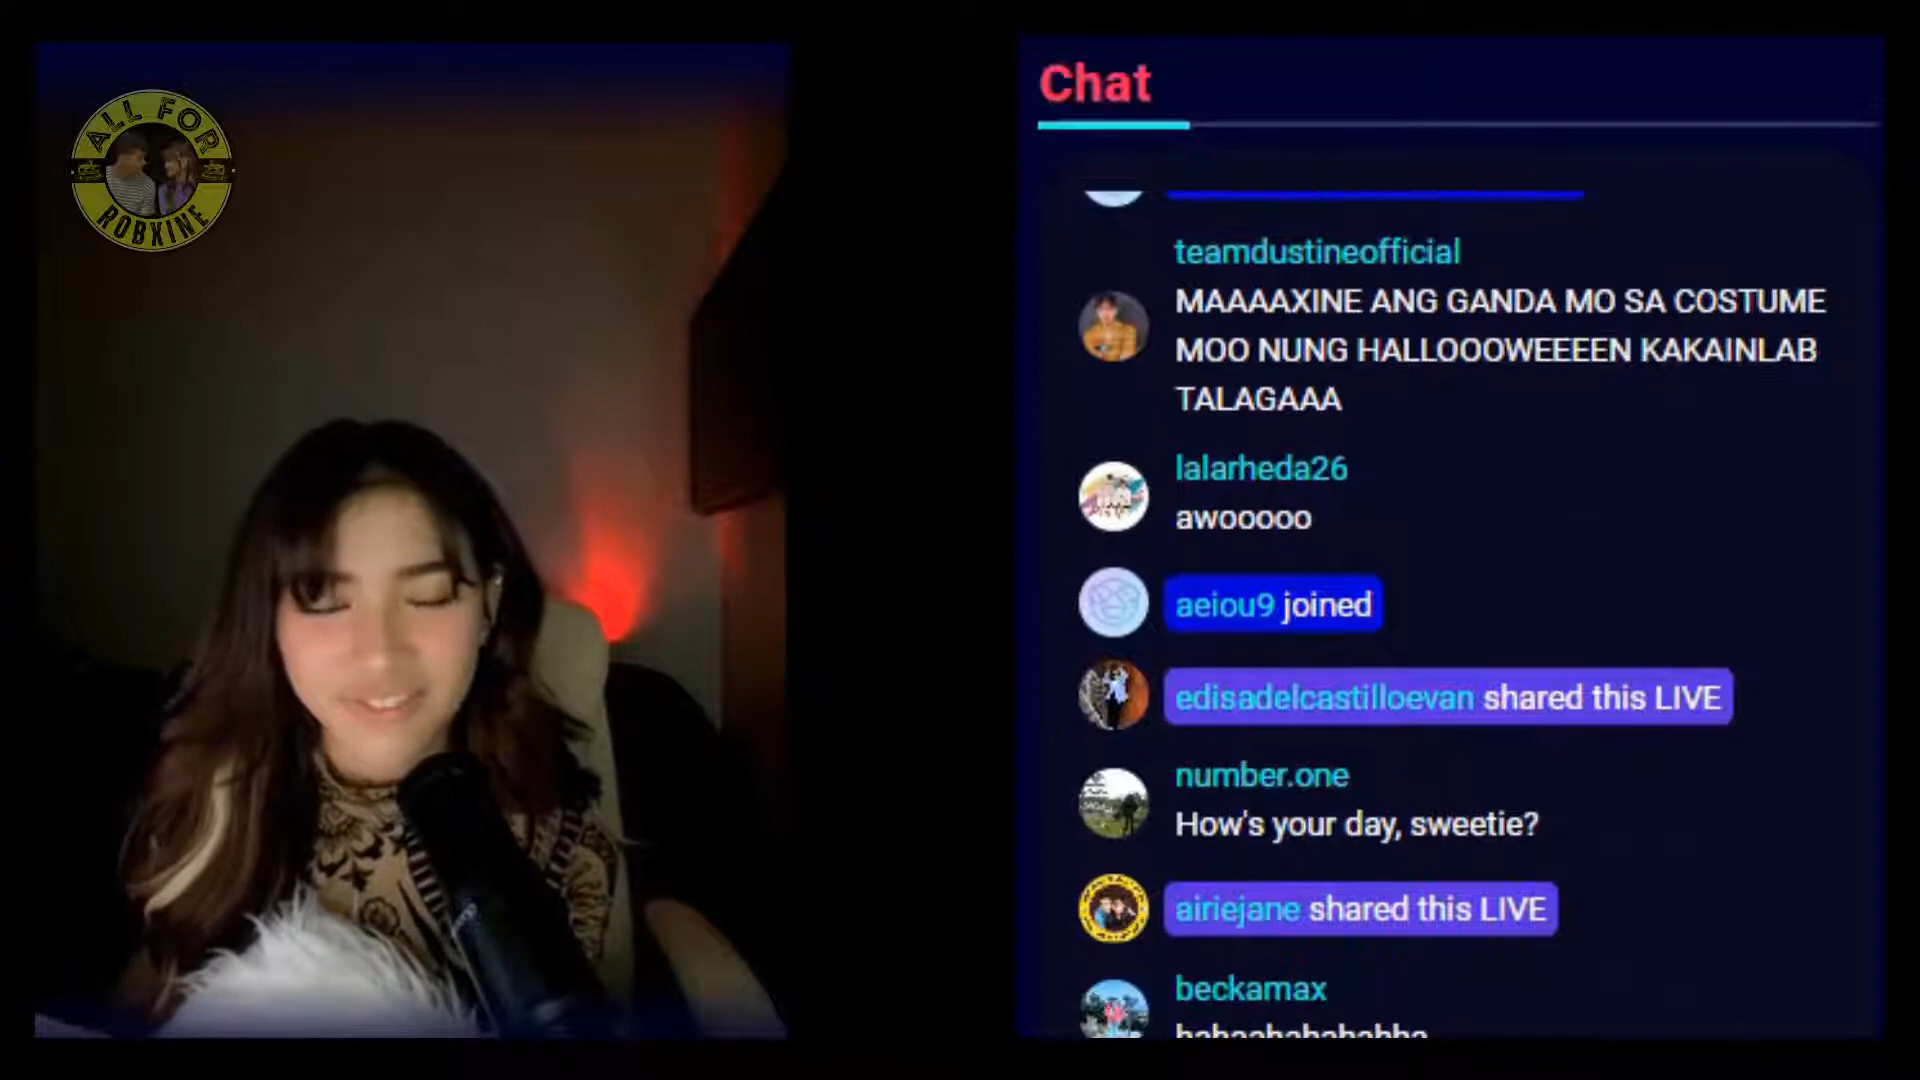 ALL FOR
ROBXINE
Chat
teamdustineofficial
MAAAAXINE ANG GANDA MO SA COSTUME
MOO NUNG HALLOOOWEEEEN KAKAINLAB
TALAGAAA
lalarheda26
awooooo
aeiou9 joined
edisadelcastilloevan shared this LIVE
number.one
How's your day, sweetie?
airiejane shared this LIVE
beckamax